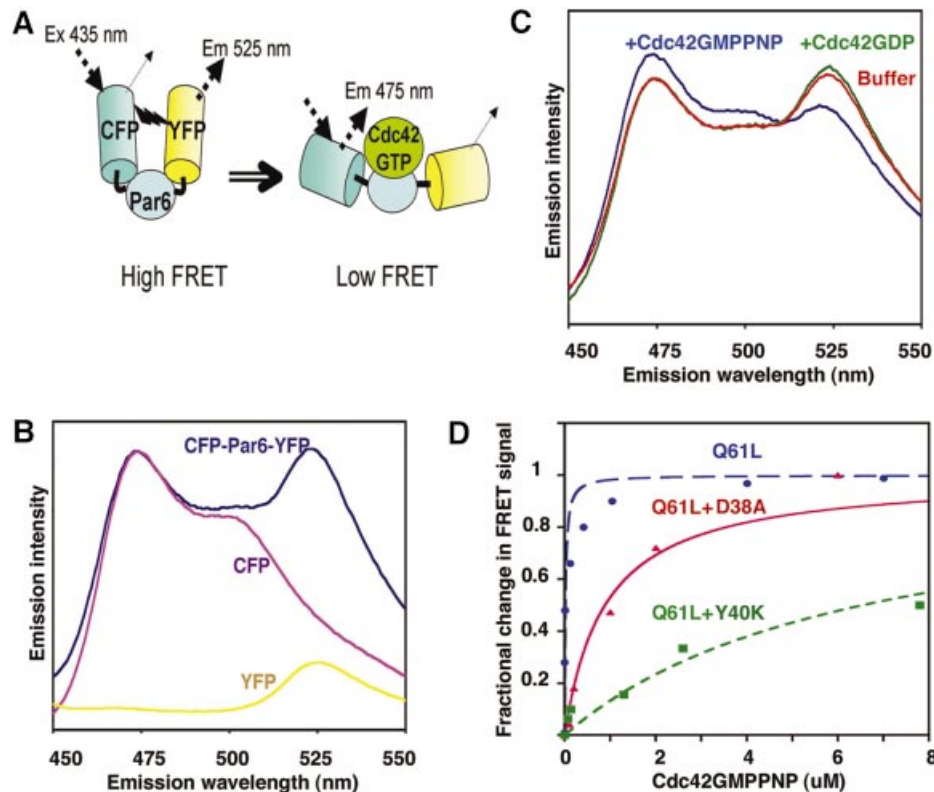 A
Ex 435 nm
Em 525 nm
CFP
YFP
Par6
High FRET
Em 475 nm
Cdc42
GTP
Low FRET
B
CFP-Par6-YFP
CFP
YFP
Emission intensity
450 475 500 525 550
Emission wavelength (nm)
C
+Cdc42GMPPNP
+Cdc42GDP
Buffer
Emission intensity
450 475 500 525 550
Emission wavelength (nm)
D
Q61L
Q61L+D38A
Q61L+Y40K
Fractional change in FRET signal
1
0.8
0.6
0.4
0.2
0 2 4 6 8
Cdc42GMPPNP (uM)